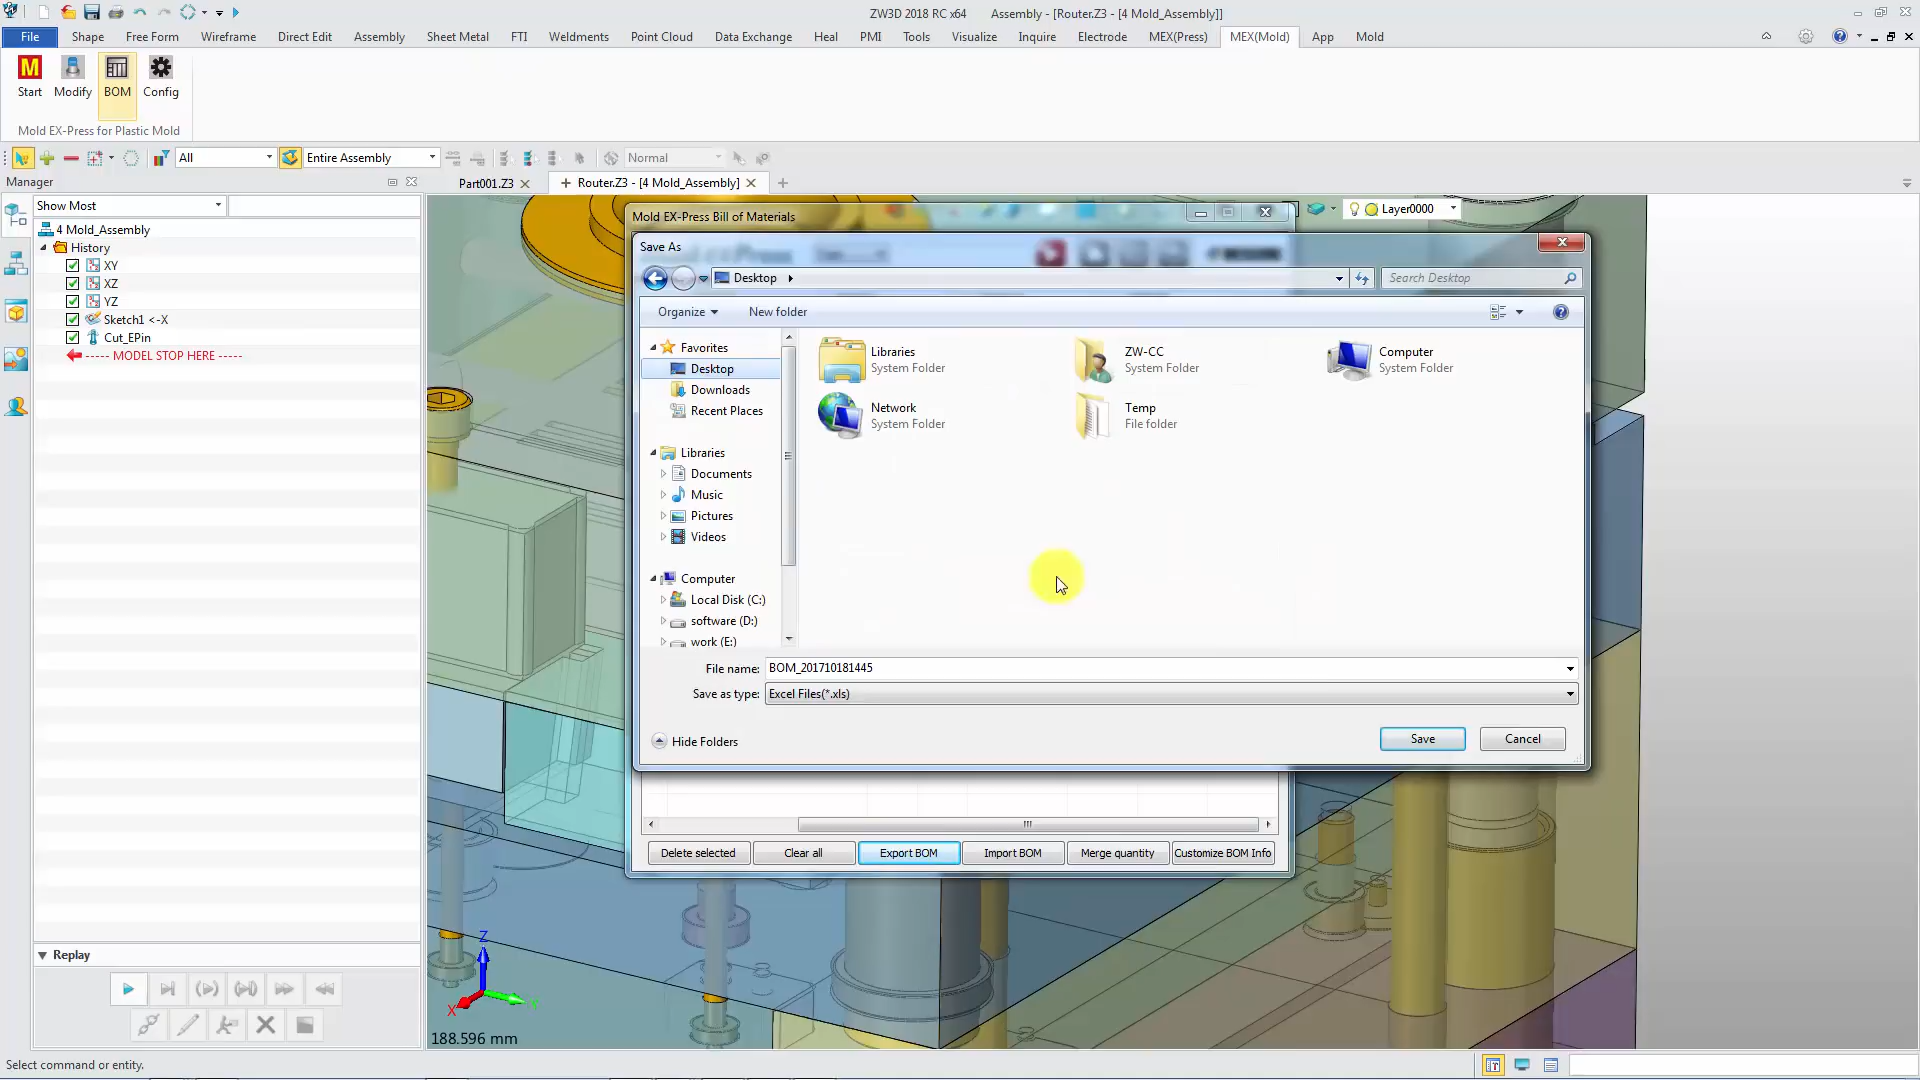 ZW3D 2018 RC x64 Assembly - [Router.Z3 - [4 Mold_Assembly]]
File Shape Free Form Wireframe Direct Edit Assembly Sheet Metal FTI Weldments Point Cloud Data Exchange Heal PMI Tools Visualize Inquire Electrode MEX(Press) MEX(Mold) App Mold
Start Modify BOM Config
Mold EX-Press for Plastic Mold
All Entire Assembly Normal
Manager
Part001.Z3 Router.Z3 - [4 Mold_Assembly]
Show Most
Layer0000
4 Mold_Assembly
History
XY
XZ
YZ
Sketch1 <-X
Cut_EPin
----- MODEL STOP HERE -----
Mold EX-Press Bill of Materials
Save As
Desktop
Search Desktop
Organize New folder
Favorites
Desktop
Downloads
Recent Places
Libraries
Documents
Music
Pictures
Videos
Computer
Local Disk (C:)
software (D:)
work (E:)
Libraries
System Folder
ZW-CC
System Folder
Computer
System Folder
Network
System Folder
Temp
File folder
File name: BOM_201710181445
Save as type: Excel Files(*.xls)
Hide Folders Save Cancel
Delete selected Clear all Export BOM Import BOM Merge quantity Customize BOM Info
Replay
Z
X
188.596 mm
Select command or entity.